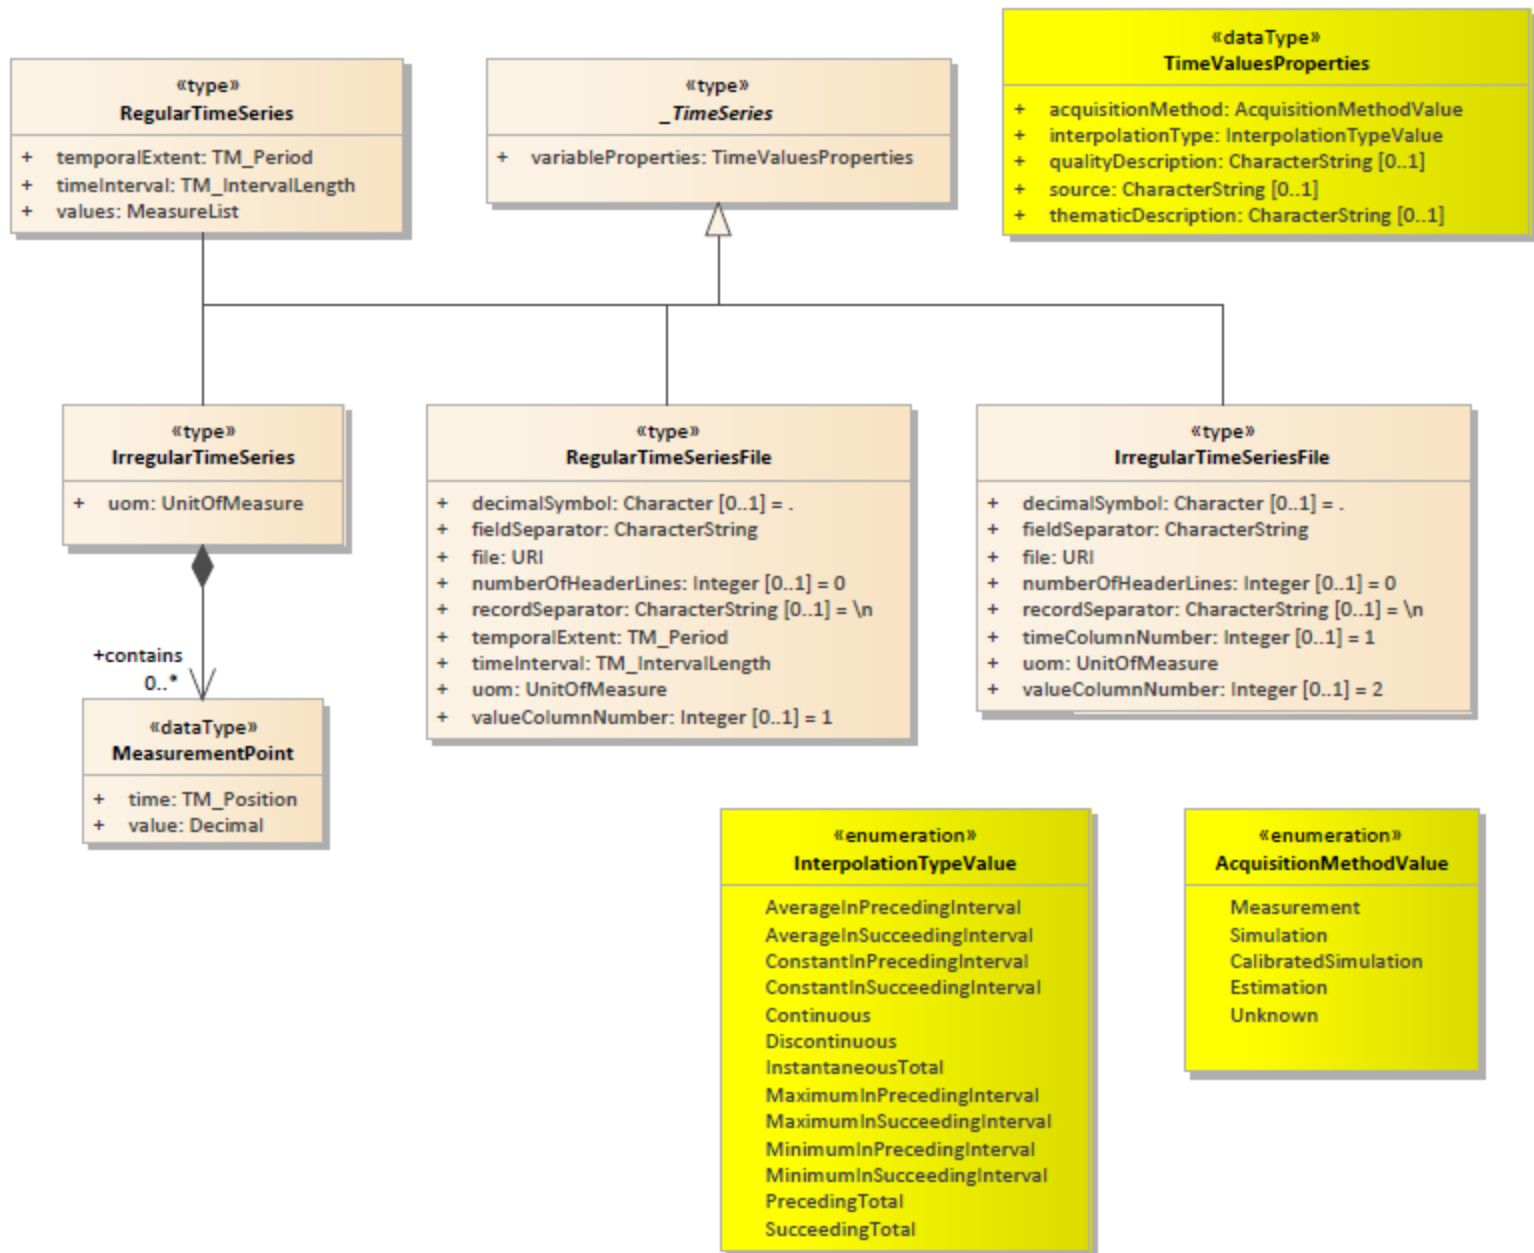 «type»
RegularTimeSeries
+ temporalExtent: TM_Period
+ timeInterval: TM_IntervalLength
+ values: MeasureList
«type»
_TimeSeries
+ variableProperties: TimeValuesProperties
«dataType»
TimeValuesProperties
+ acquisitionMethod: AcquisitionMethodValue
+ interpolationType: InterpolationTypeValue
+ qualityDescription: CharacterString [0..1]
+ source: CharacterString [0..1]
+ thematicDescription: CharacterString [0..1]
«type»
IrregularTimeSeries
+ uom: UnitOfMeasure
+contains
0..*
«dataType»
MeasurementPoint
+ time: TM_Position
+ value: Decimal
«type»
RegularTimeSeriesFile
+ decimalSymbol: Character [0..1] = .
+ fieldSeparator: CharacterString
+ file: URI
+ numberOfHeaderLines: Integer [0..1] = 0
+ recordSeparator: CharacterString [0..1] = \n
+ temporalExtent: TM_Period
+ timeInterval: TM_IntervalLength
+ uom: UnitOfMeasure
+ valueColumnNumber: Integer [0..1] = 1
«type»
IrregularTimeSeriesFile
+ decimalSymbol: Character [0..1] = .
+ fieldSeparator: CharacterString
+ file: URI
+ numberOfHeaderLines: Integer [0..1] = 0
+ recordSeparator: CharacterString [0..1] = \n
+ timeColumnNumber: Integer [0..1] = 1
+ uom: UnitOfMeasure
+ valueColumnNumber: Integer [0..1] = 2
«enumeration»
InterpolationTypeValue
AverageInPrecedingInterval
AverageInSucceedingInterval
ConstantInPrecedingInterval
ConstantInSucceedingInterval
Continuous
Discontinuous
InstantaneousTotal
MaximumInPrecedingInterval
MaximumInSucceedingInterval
MinimumInPrecedingInterval
MinimumInSucceedingInterval
PrecedingTotal
SucceedingTotal
«enumeration»
AcquisitionMethodValue
Measurement
Simulation
CalibratedSimulation
Estimation
Unknown